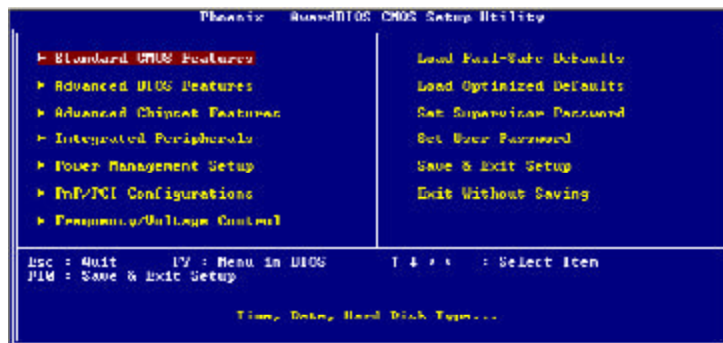 Phoenix - AwardBIOS CMOS Setup Utility
Standard CMOS Features
Advanced BIOS Features
Advanced Chipset Features
Integrated Peripherals
Power Management Setup
PnP/PCI Configurations
Frequency/Voltage Control
Load Fail-Safe Defaults
Load Optimized Defaults
Set Supervisor Password
Set User Password
Save & Exit Setup
Exit Without Saving
Esc : Quit : Menu in BIOS : Select Item
F10 : Save & Exit Setup
Time, Date, Hard Disk Type...